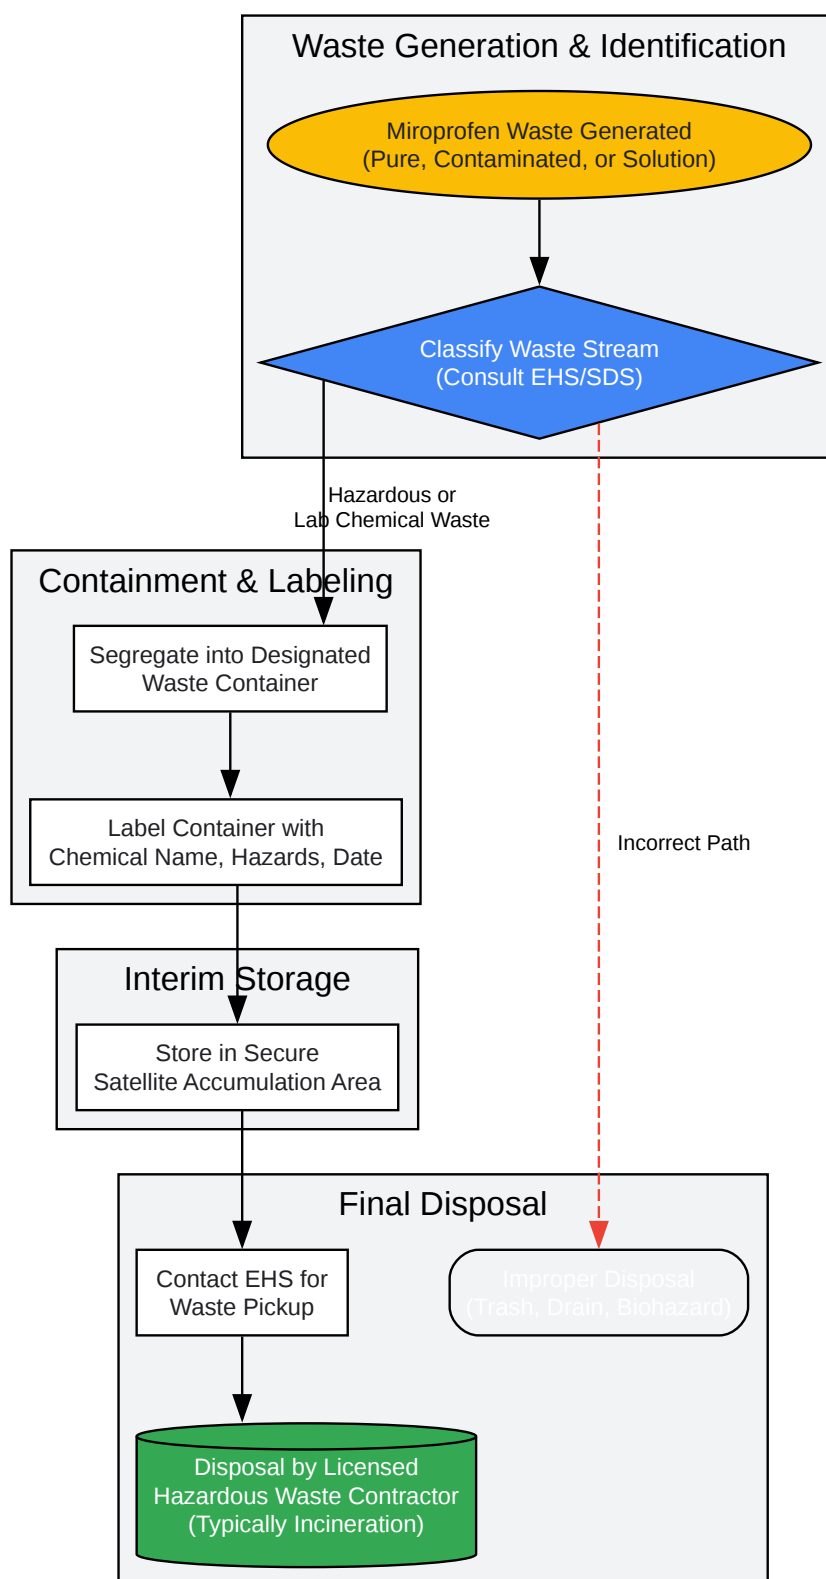 Waste Generation & Identification
Miroprofen Waste Generated
(Pure, Contaminated, or Solution)
Classify Waste Stream
(Consult EHS/SDS)
Hazardous or
Lab Chemical Waste
Containment & Labeling
Segregate into Designated
Waste Container
Label Container with
Chemical Name, Hazards, Date
Incorrect Path
Interim Storage
Store in Secure
Satellite Accumulation Area
Final Disposal
Contact EHS for
Waste Pickup
Improper Disposal
(Trash, Drain, Biohazard)
Disposal by Licensed
Hazardous Waste Contractor
(Typically Incineration)